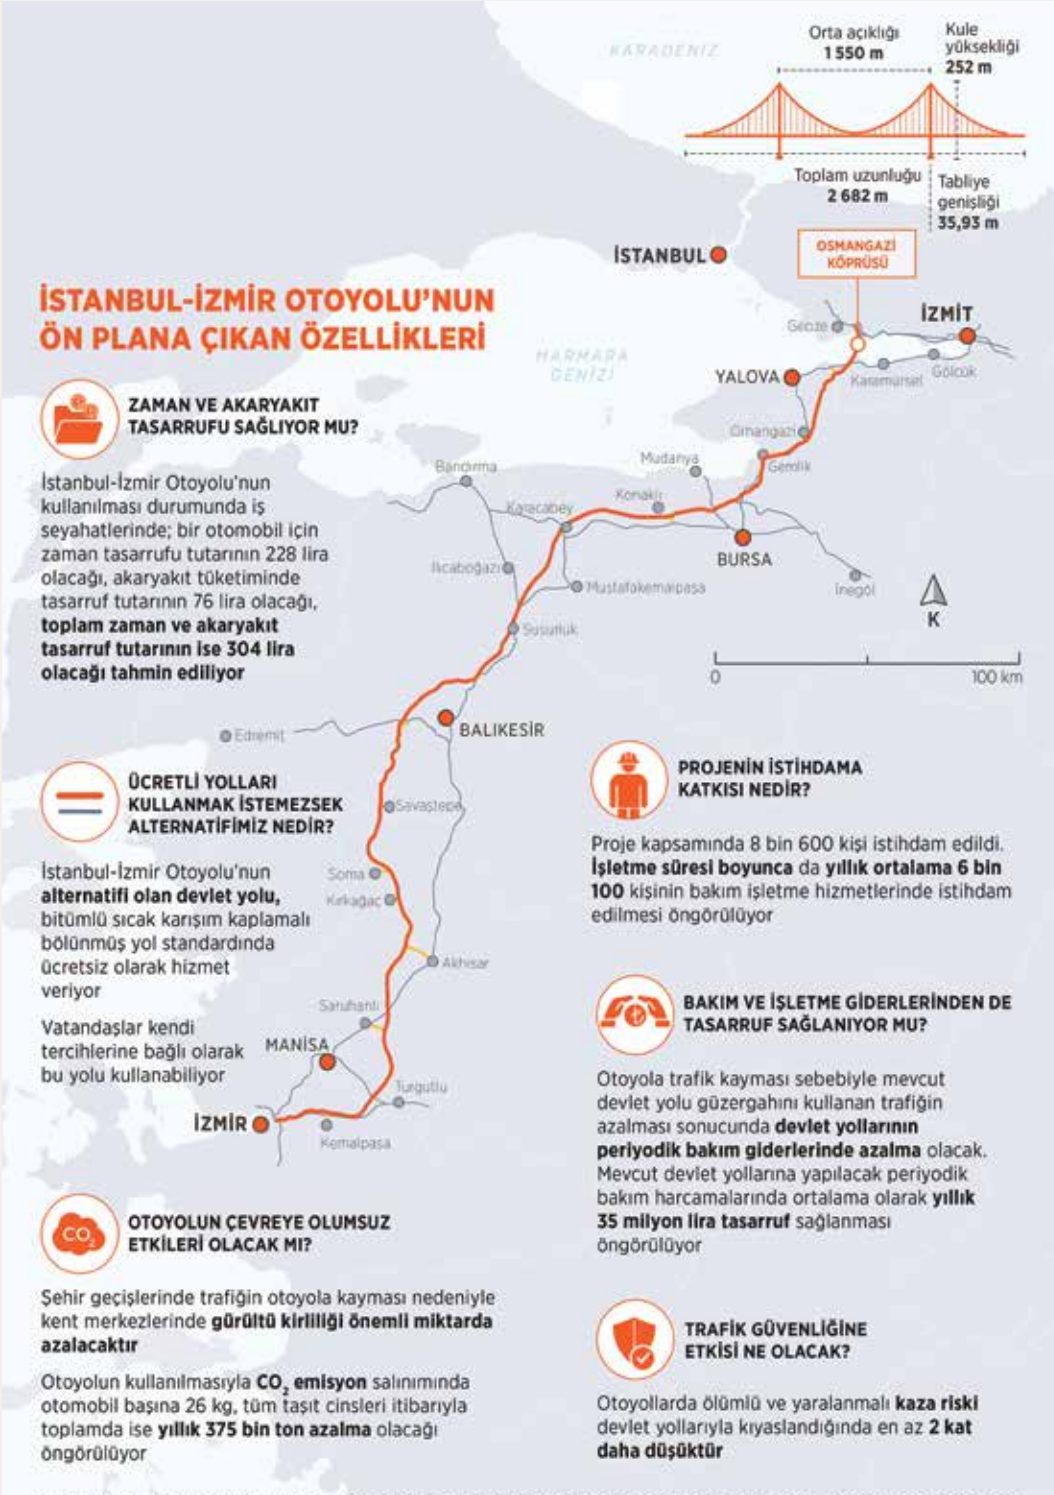 KARADENİZ
Orta açıklığı
1 550 m
Kule
yüksekliği
252 m
Toplam uzunluğu
2 682 m
Tabliye
genişliği
35,93 m
OSMANGAZİ
KÖPRÜSÜ
İSTANBUL
İSTANBUL-İZMİR OTOYOLU'NUN
ÖN PLANA ÇIKAN ÖZELLİKLERİ
MARMARA
DENİZİ
Gebze
İZMİT
YALOVA
Karamürsel
Gölcük
Orhangazi
Gemlik
Mudanya
Bandırma
Karacabey
Konaklı
BURSA
Ilıcaboğazı
Mustafakemalpaşa
İnegöl
K
Susurluk
0
100 km
BALIKESİR
Edremit
Savaştepe
Soma
Kırkağaç
Akhisar
Saruhanlı
MANİSA
Turgutlu
İZMİR
Kemalpaşa
ZAMAN VE AKARYAKIT
TASARRUFU SAĞLIYOR MU?
İstanbul-İzmir Otoyolu'nun
kullanılması durumunda iş
seyahatlerinde; bir otomobil için
zaman tasarrufu tutarının 228 lira
olacağı, akaryakıt tüketiminde
tasarruf tutarının 76 lira olacağı,
toplam zaman ve akaryakıt
tasarruf tutarının ise 304 lira
olacağı tahmin ediliyor
ÜCRETLİ YOLLARI
KULLANMAK İSTEMEZSEK
ALTERNATİFİMİZ NEDİR?
İstanbul-İzmir Otoyolu'nun
alternatifi olan devlet yolu,
bitümlü sıcak karışım kaplamalı
bölünmüş yol standardında
ücretsiz olarak hizmet
veriyor
Vatandaşlar kendi
tercihlerine bağlı olarak
bu yolu kullanabiliyor
CO₂
OTOYOLUN ÇEVREYE OLUMSUZ
ETKİLERİ OLACAK MI?
Şehir geçişlerinde trafiğin otoyola kayması nedeniyle
kent merkezlerinde gürültü kirliliği önemli miktarda
azalacaktır
Otoyolun kullanılmasıyla CO₂ emisyon salınımında
otomobil başına 26 kg, tüm taşıt cinsleri itibarıyla
toplamda ise yıllık 375 bin ton azalma olacağı
öngörülüyor
PROJENİN İSTİHDAMA
KATKISI NEDİR?
Proje kapsamında 8 bin 600 kişi istihdam edildi.
İşletme süresi boyunca da yıllık ortalama 6 bin
100 kişinin bakım işletme hizmetlerinde istihdam
edilmesi öngörülüyor
BAKIM VE İŞLETME GİDERLERİNDEN DE
TASARRUF SAĞLANIYOR MU?
Otoyola trafik kayması sebebiyle mevcut
devlet yolu güzergahını kullanan trafiğin
azalması sonucunda devlet yollarının
periyodik bakım giderlerinde azalma olacak.
Mevcut devlet yollarına yapılacak periyodik
bakım harcamalarında ortalama olarak yıllık
35 milyon lira tasarruf sağlanması
öngörülüyor
TRAFİK GÜVENLİĞİNE
ETKİSİ NE OLACAK?
Otoyollarda ölümlü ve yaralanmalı kaza riski
devlet yollarıyla kıyaslandığında en az 2 kat
daha düşüktür